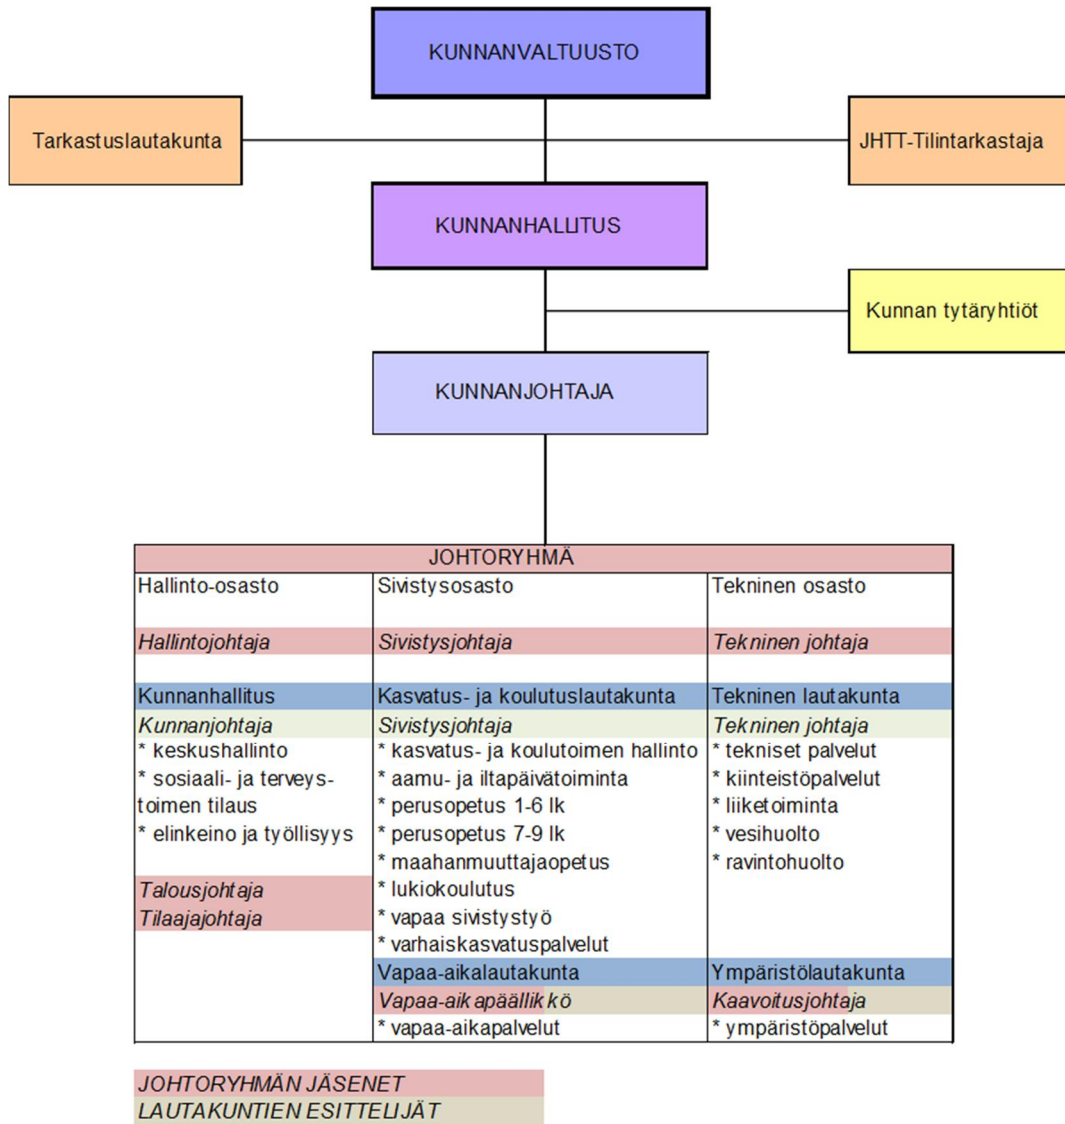 KUNNANVALTUUSTO
Tarkastuslautakunta
JHTT-Tilintarkastaja
KUNNANHALLITUS
Kunnan tytäryhtiöt
KUNNANJOHTAJA
JOHTORYHMÄ
Hallinto-osasto
Hallintojohtaja
Kunnanhallitus
Kunnanjohtaja
* keskushallinto
* sosiaali- ja terveys-
toimen tilaus
* elinkeino ja työllisyys
Talousjohtaja
Tilaajajohtaja
Sivistysosasto
Sivistysjohtaja
Kasvatus- ja koulutuslautakunta
Sivistysjohtaja
* kasvatus- ja koulutoimen hallinto
* aamu- ja iltapäivätoiminta
* perusopetus 1-6 lk
* perusopetus 7-9 lk
* maahanmuuttajaopetus
* lukiokoulutus
* vapaa sivistystyö
* varhaiskasvatuspalvelut
Vapaa-aikalautakunta
Vapaa-aikapäällikkö
* vapaa-aikapalvelut
Tekninen osasto
Tekninen johtaja
Tekninen lautakunta
Tekninen johtaja
* tekniset palvelut
* kiinteistöpalvelut
* liiketoiminta
* vesihuolto
* ravintohuolto
Ympäristölautakunta
Kaavoitusjohtaja
* ympäristöpalvelut
JOHTORYHMÄN JÄSENET
LAUTAKUNTIEN ESITTELIJÄT